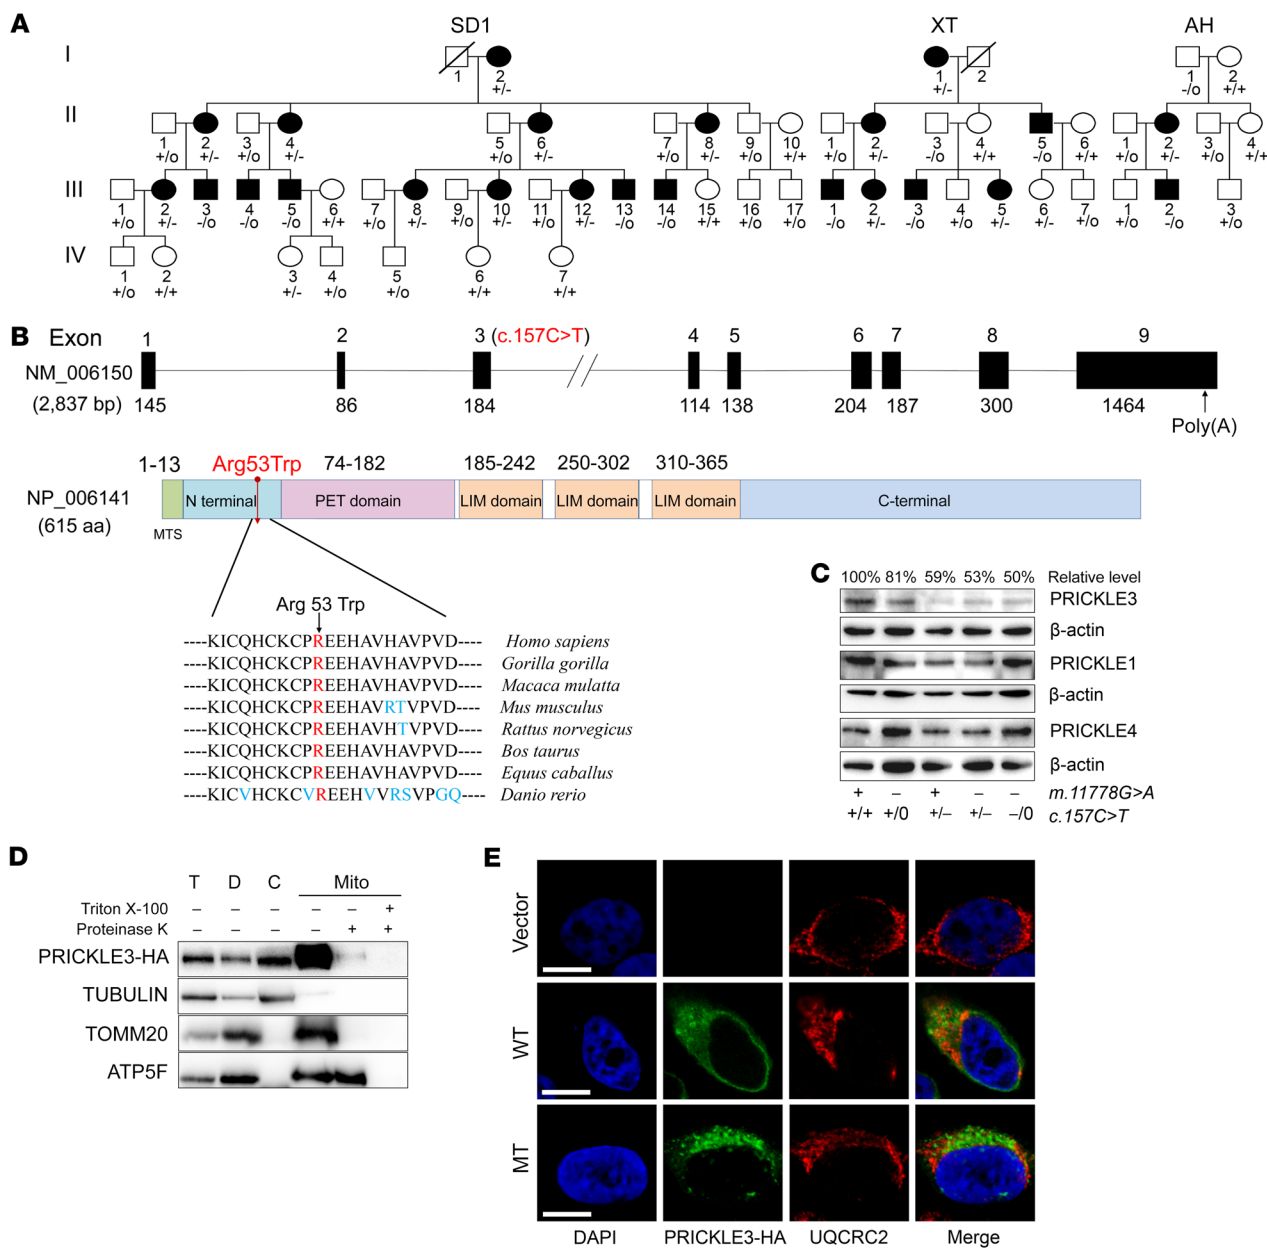 A
SD1 XT AH
I
1 2 1 2 1 2
+/- +/- -/o +/+
II
1 2 3 4 5 6 7 8 9 10 1 2 3 4 5 6 1 2 3 4
+/o +/- +/o +/- +/o +/- +/o +/- +/o +/+ +/o +/- -/o +/+ -/o +/+ +/o +/- +/o +/+
III
1 2 3 4 5 6 7 8 9 10 11 12 13 14 15 16 17 1 2 3 4 5 6 7 1 2 3
+/o +/- -/o -/o -/o +/+ +/o +/- +/o +/- +/o +/- -/o -/o +/+ +/o +/o -/o +/- -/o +/o +/- +/- +/o +/o -/o +/o
IV
1 2 3 4 5 6 7
+/o +/+ +/- +/o +/o +/+ +/+
B Exon 1 2 3 (c.157C>T) 4 5 6 7 8 9
NM_006150
(2,837 bp) 145 86 184 114 138 204 187 300 1464
Poly(A)
1-13 Arg53Trp 74-182 185-242 250-302 310-365
NP_006141
(615 aa)
N terminal PET domain LIM domain LIM domain LIM domain C-terminal
MTS
Arg 53 Trp
----KICQHCKCPREEHAVHAVPVD---- Homo sapiens
----KICQHCKCPREEHAVHAVPVD---- Gorilla gorilla
----KICQHCKCPREEHAVHAVPVD---- Macaca mulatta
----KICQHCKCPREEHAVRTVPVD---- Mus musculus
----KICQHCKCPREEHAVHTVPVD---- Rattus norvegicus
----KICQHCKCPREEHAVHAVPVD---- Bos taurus
----KICQHCKCPREEHAVHAVPVD---- Equus caballus
----KICVHCKCVREEHVVRSVPGQ---- Danio rerio
C 100% 81% 59% 53% 50% Relative level
PRICKLE3
β-actin
PRICKLE1
β-actin
PRICKLE4
β-actin
+ − + − − m.11778G>A
+/+ +/0 +/− +/− −/0 c.157C>T
D
T D C Mito
Triton X-100 − − − − − +
Proteinase K − − − − + +
PRICKLE3-HA
TUBULIN
TOMM20
ATP5F
E
Vector
WT
MT
DAPI PRICKLE3-HA UQCRC2 Merge